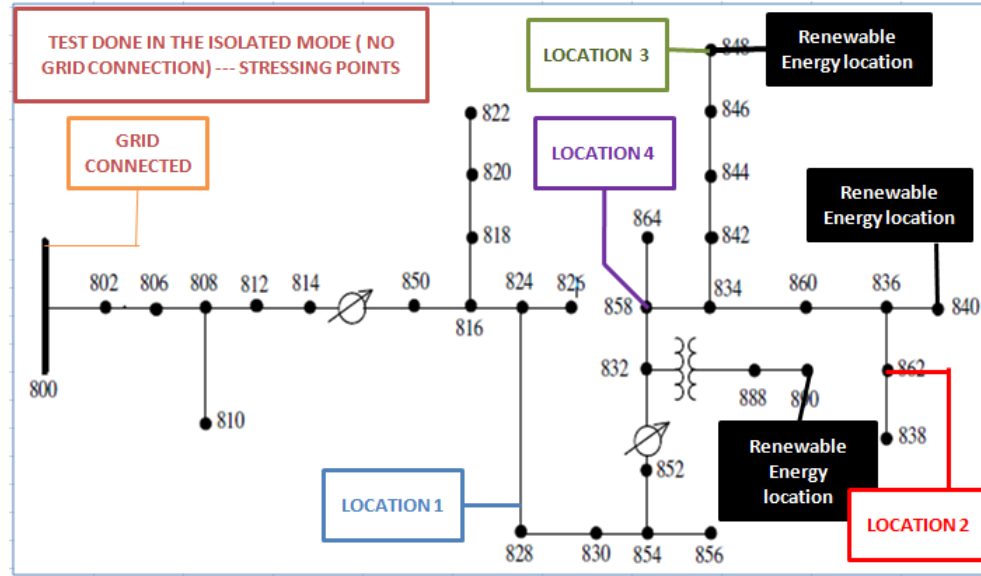 TEST DONE IN THE ISOLATED MODE ( NO
GRID CONNECTION) --- STRESSING POINTS
LOCATION 3
848
Renewable
Energy location
GRID
CONNECTED
822
846
LOCATION 4
820
844
Renewable
Energy location
864
818
842
802
806
808
812
814
850
824
826
858
834
860
836
840
816
800
832
862
888
890
810
838
Renewable
Energy
location
852
LOCATION 1
LOCATION 2
828
830
854
856